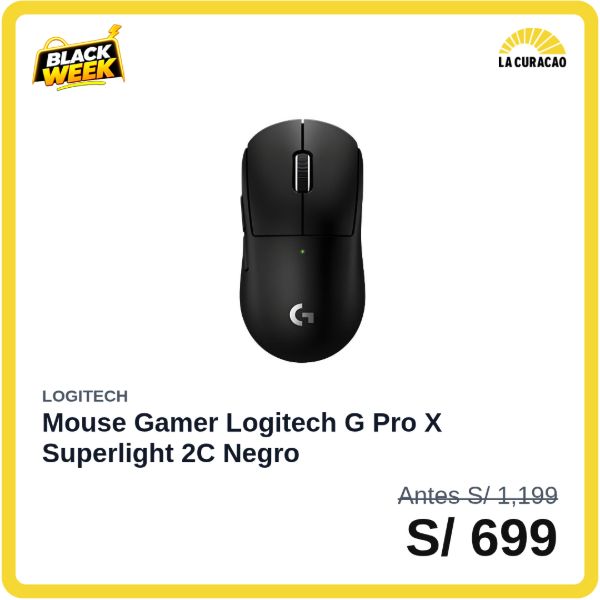 BLACK
WEEK
LA CURACAO
LOGITECH
Mouse Gamer Logitech G Pro X
Superlight 2C Negro
Antes S/ 1,199
S/ 699